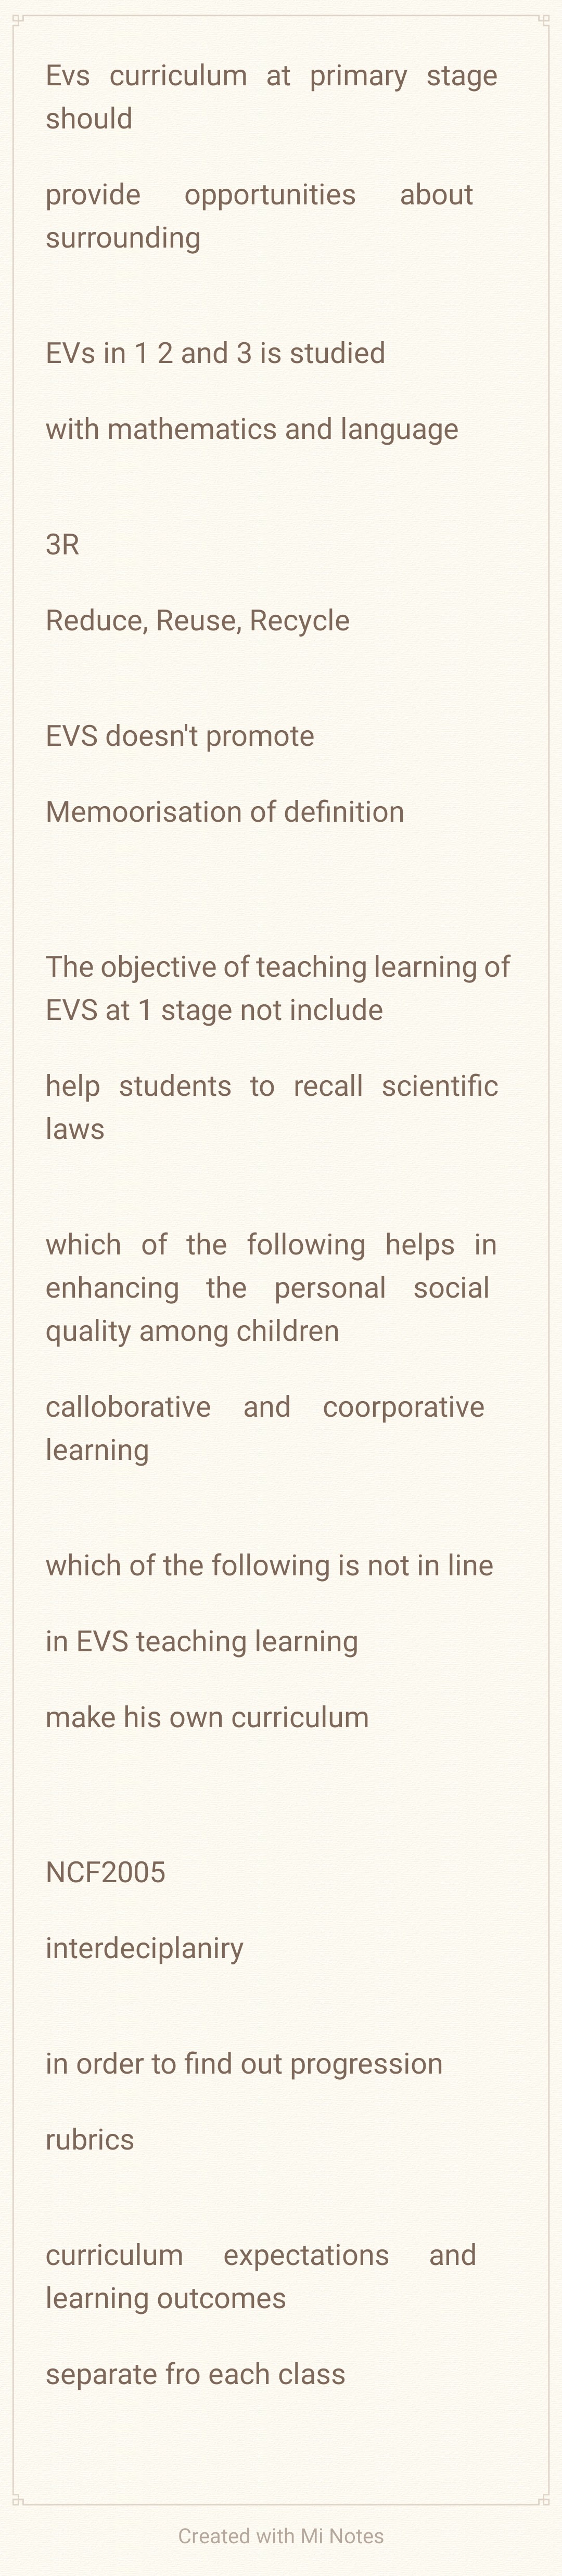 Evs curriculum at primary stage
should
provide opportunities about
surrounding
EVs in 1 2 and 3 is studied
with mathematics and language
3R
Reduce, Reuse, Recycle
EVS doesn't promote
Memoorisation of definition
The objective of teaching learning of
EVS at 1 stage not include
help students to recall scientific
laws
which of the following helps in
enhancing the personal social
quality among children
calloborative and coorporative
learning
which of the following is not in line
in EVS teaching learning
make his own curriculum
NCF2005
interdeciplaniry
in order to find out progression
rubrics
curriculum expectations and
learning outcomes
separate fro each class
Created with Mi Notes